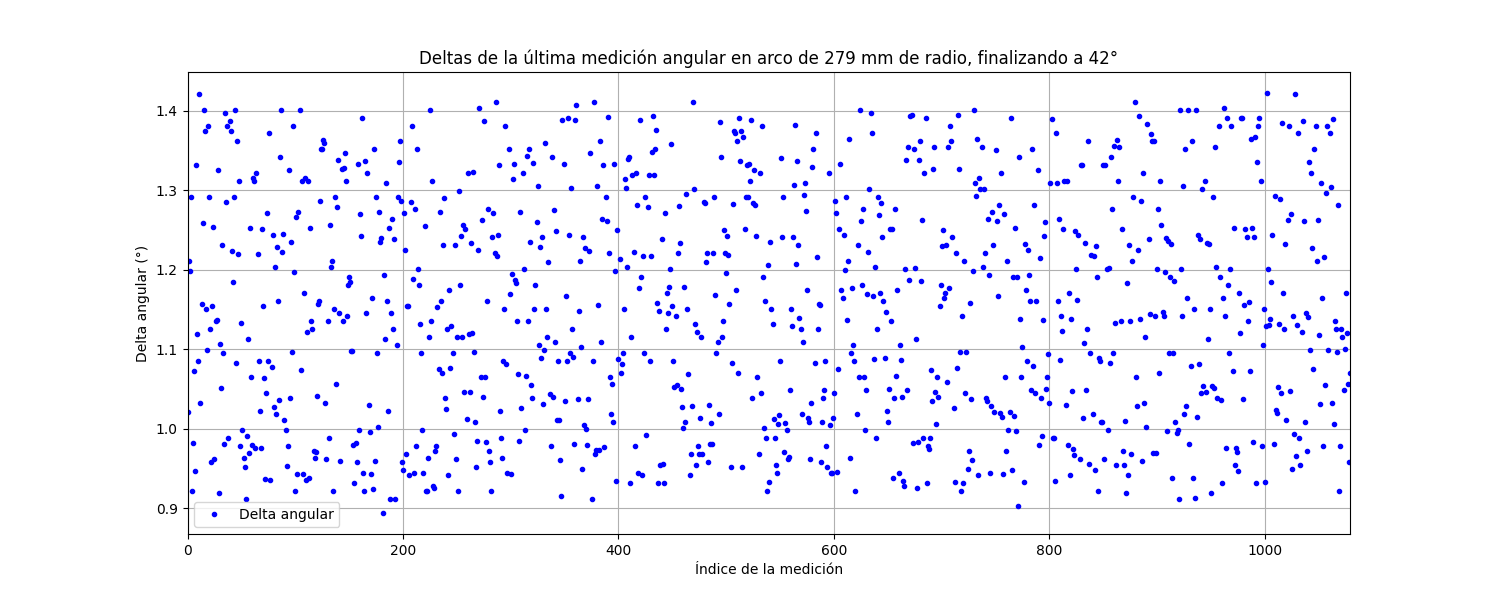 Deltas de la última medición angular en arco de 279 mm de radio, finalizando a 42°
Delta angular (°)
1.4
1.3
1.2
1.1
1.0
0.9
Delta angular
0 200 400 600 800 1000
Índice de la medición